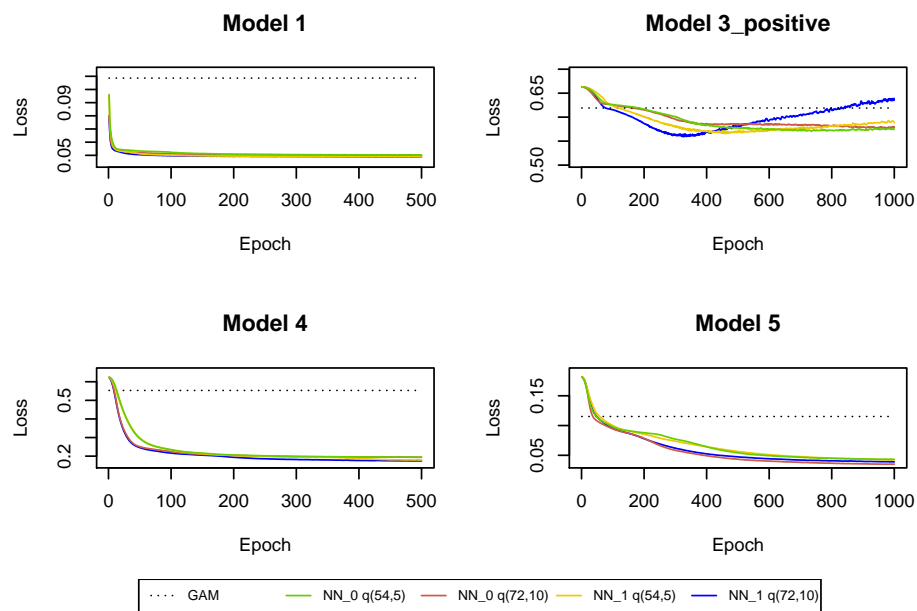 Model 1
Loss
0.05 0.09
0 100 200 300 400 500
Epoch
Model 3_positive
Loss
0.50 0.65
0 200 400 600 800 1000
Epoch
Model 4
Loss
0.2 0.5
0 100 200 300 400 500
Epoch
Model 5
Loss
0.05 0.15
0 200 400 600 800 1000
Epoch
GAM NN_0 q(54,5) NN_0 q(72,10) NN_1 q(54,5) NN_1 q(72,10)